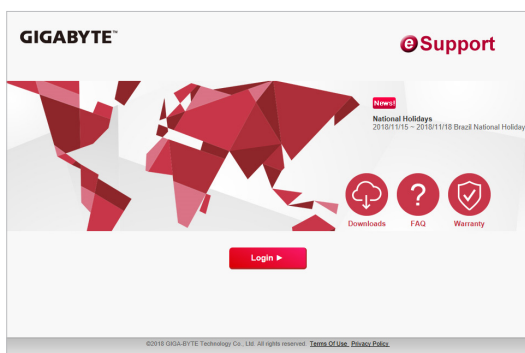 GIGABYTE™
eSupport
News!
National Holidays
2018/11/15 ~ 2018/11/18 Brazil National Holiday
Downloads
FAQ
Warranty
Login ►
©2018 GIGA-BYTE Technology Co., Ltd. All rights reserved. Terms Of Use Privacy Policy